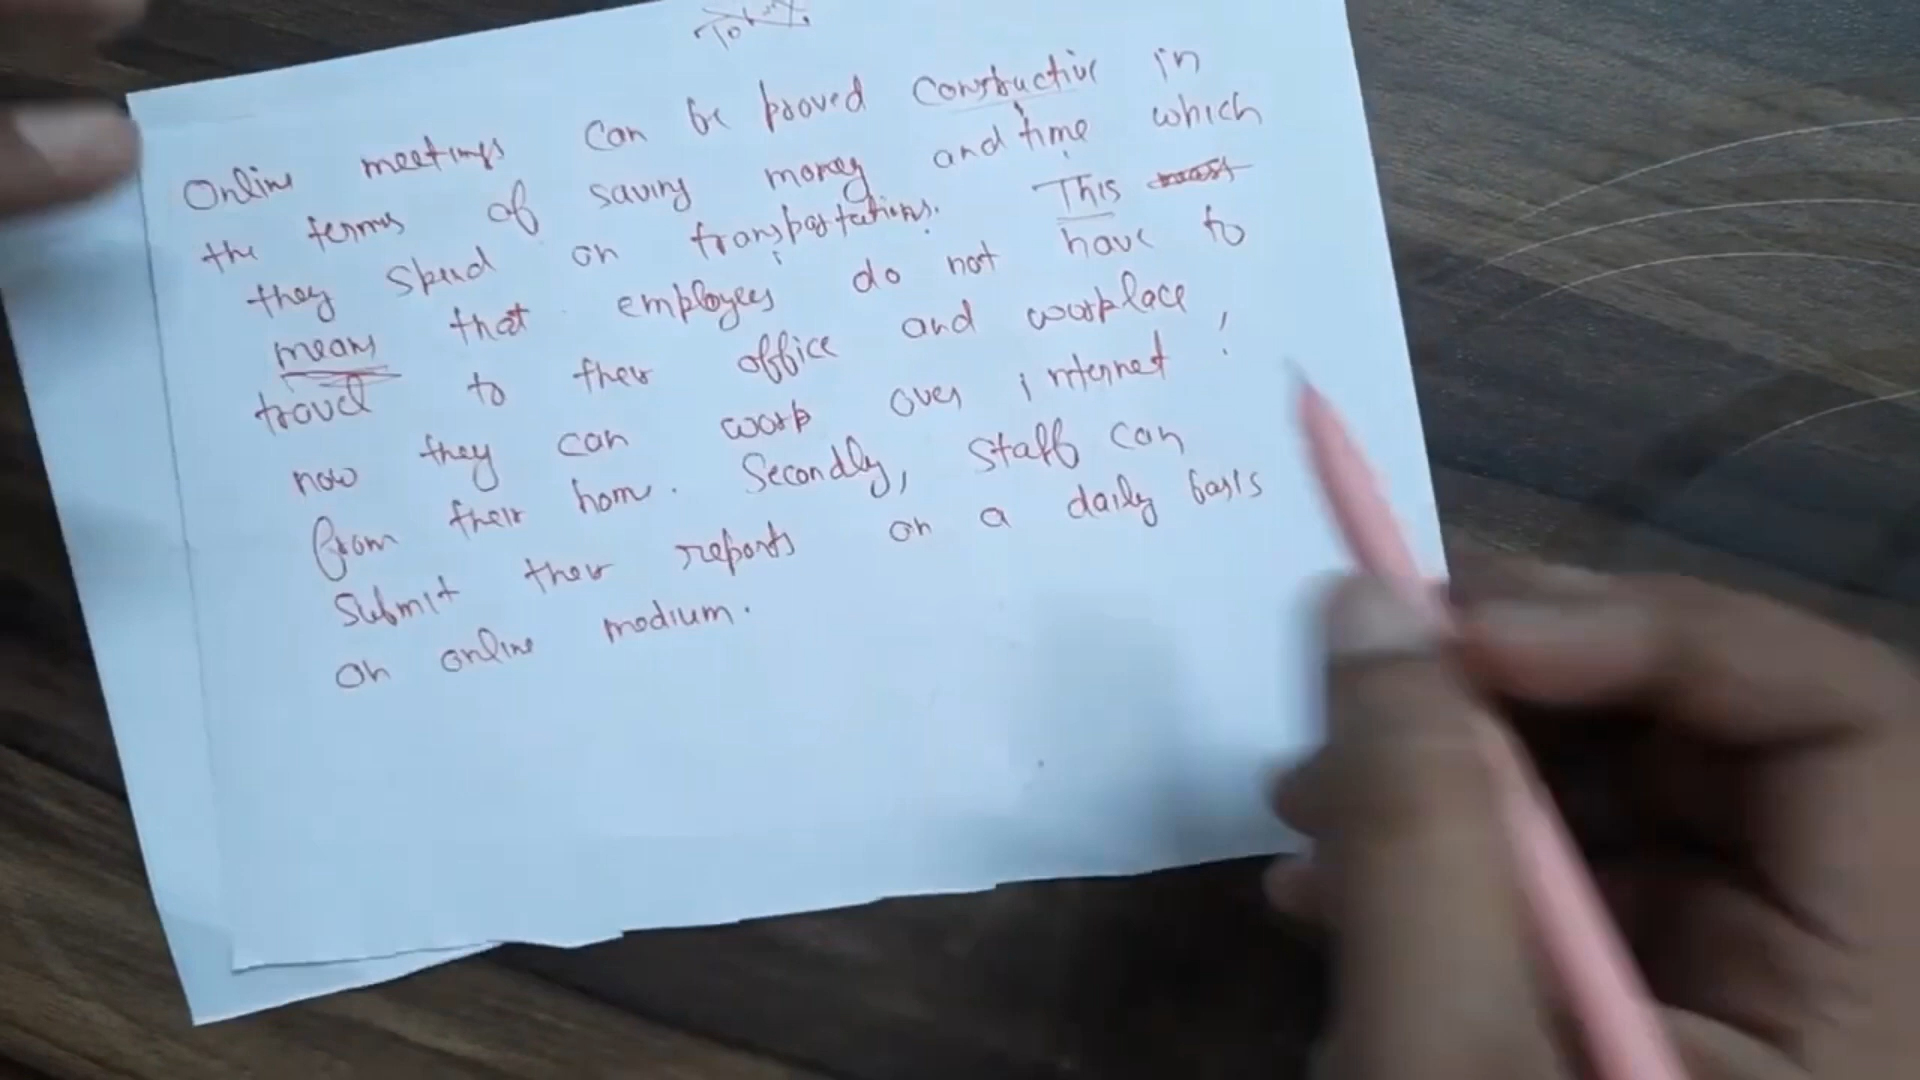 Online meetings can be proved constructive in
the terms of saving money and time which
they spend on transportations. This
means that employees do not have to
travel to their office and workplace
now they can work over internet !
from their home. Secondly, Staff can
Submit their reports on a daily basis
on online medium.